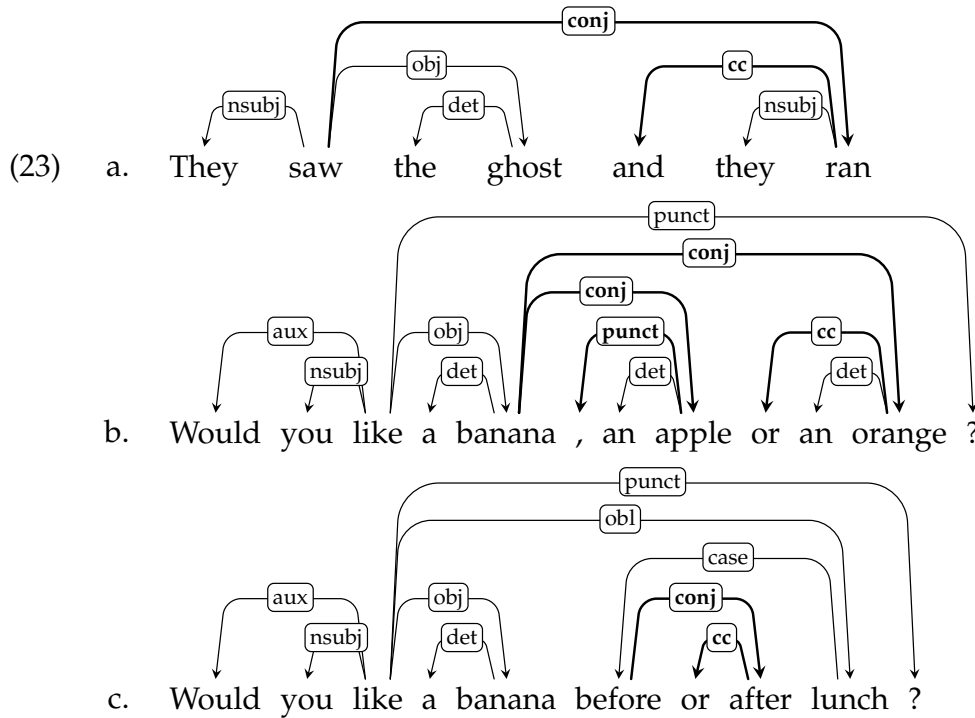 conj
obj cc
nsubj det nsubj
(23) a. They saw the ghost and they ran
punct
conj
conj
aux obj punct cc
nsubj det det det
b. Would you like a banana , an apple or an orange ?
punct
obl
case
aux obj conj
nsubj det cc
c. Would you like a banana before or after lunch ?